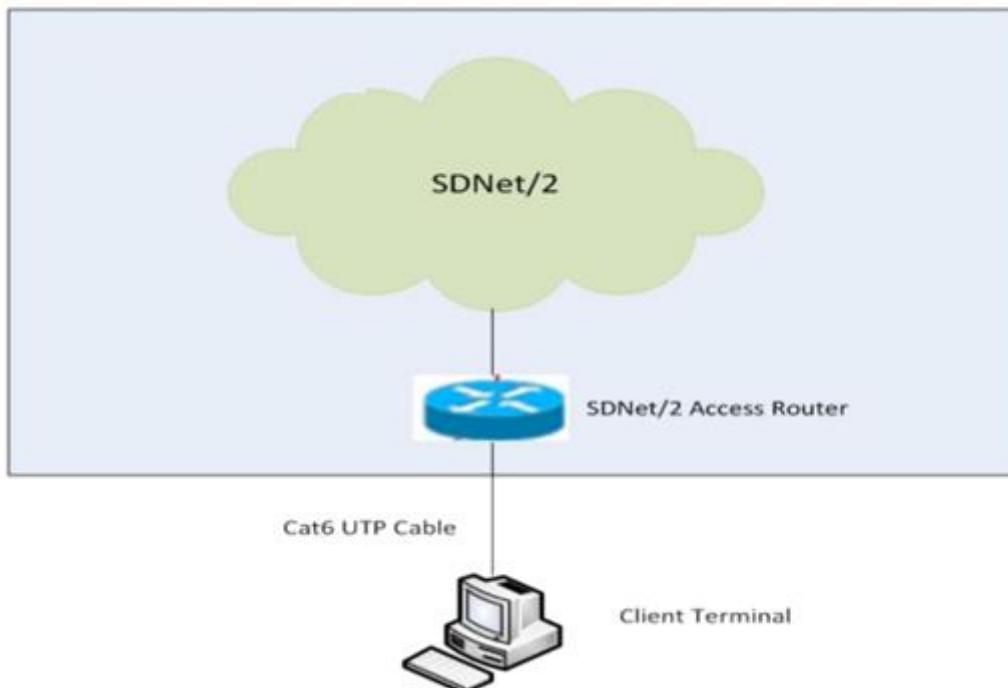 SDNet/2
SDNet/2 Access Router
Cat6 UTP Cable
Client Terminal